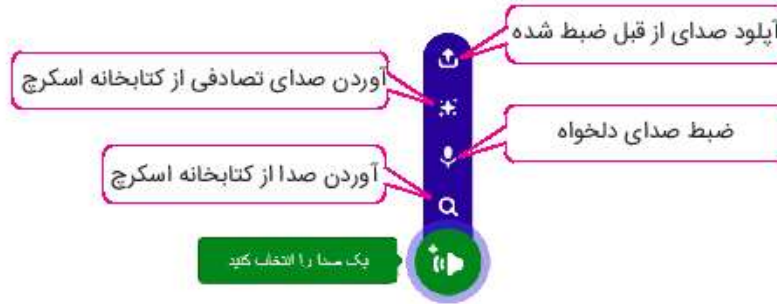 آپلود صدای از قبل ضبط شده
آوردن صدای تصادفی از کتابخانه اسکرچ
ضبط صدای دلخواه
آوردن صدا از کتابخانه اسکرچ
یک صدا را انتخاب کنید